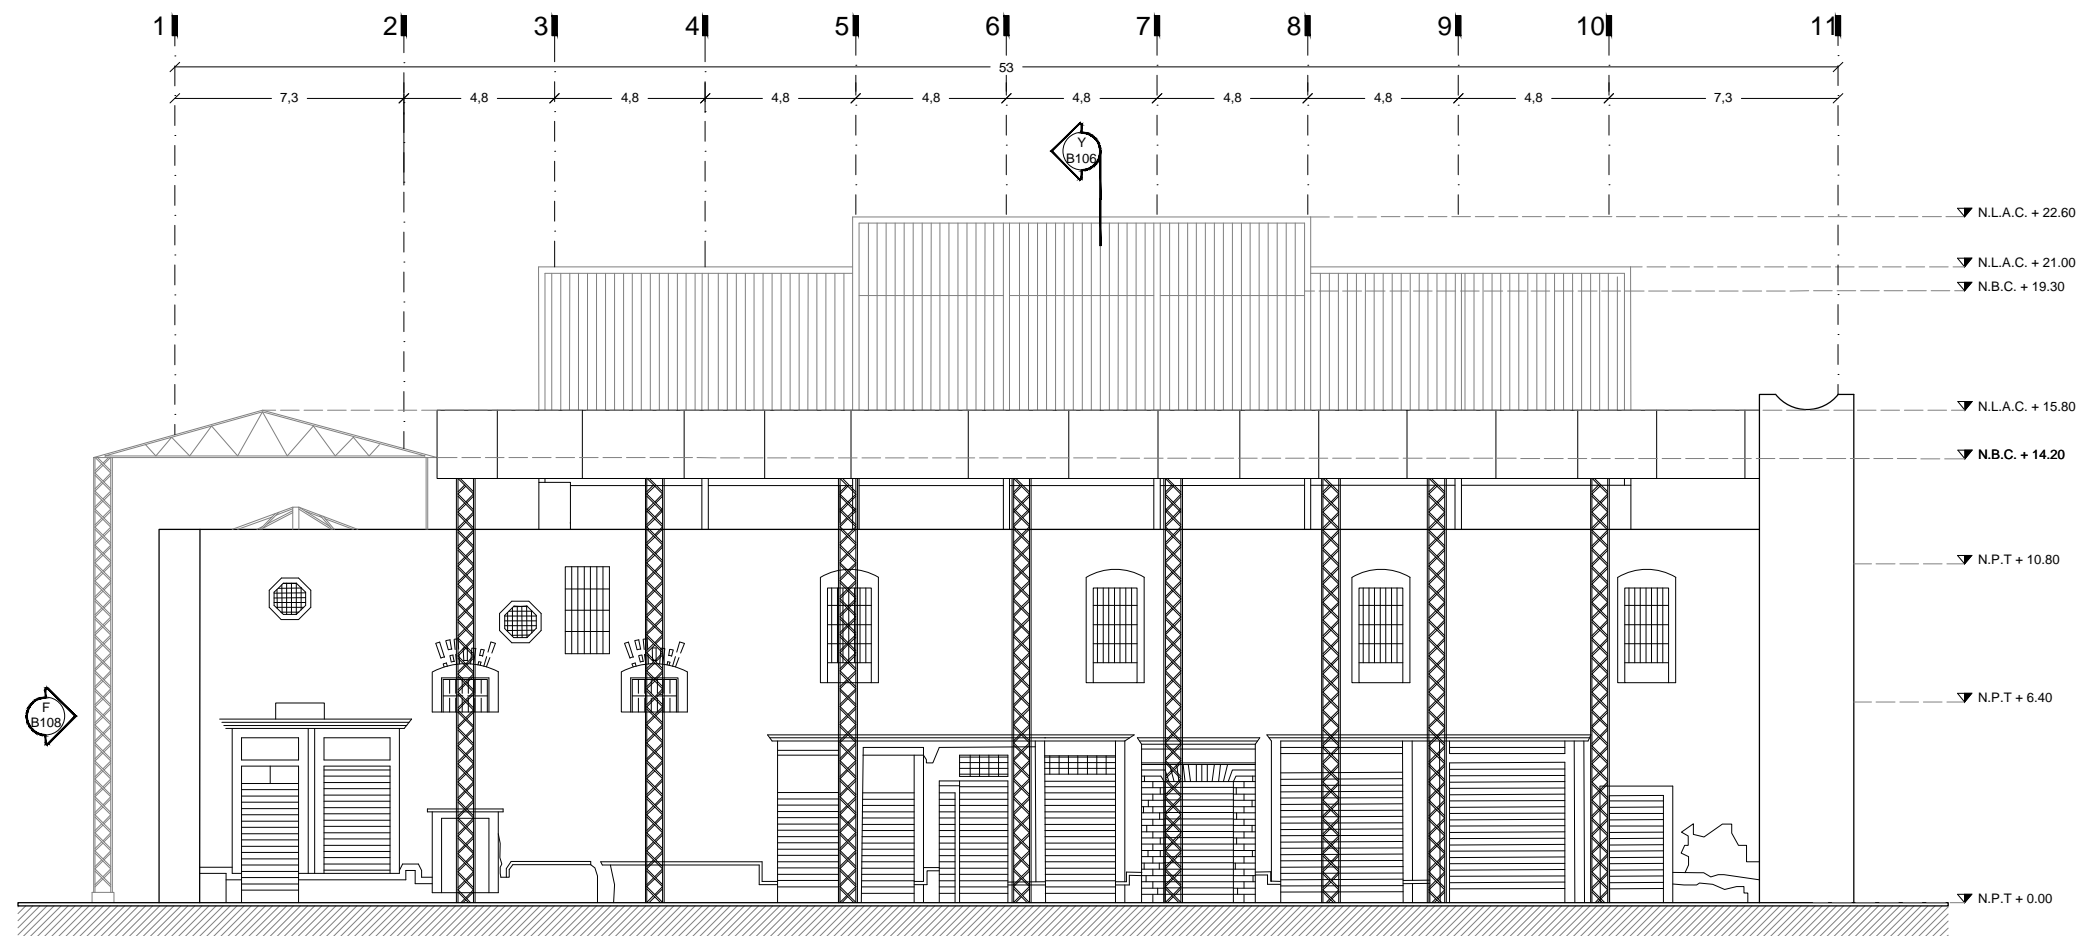 1 2 3 4 5 6 7 8 9 10 11
53
7,3 4,8 4,8 4,8 4,8 4,8 4,8 4,8 4,8 7,3
Y
B106
N.L.A.C. + 22.60
N.L.A.C. + 21.00
N.B.C. + 19.30
N.L.A.C. + 15.80
N.B.C. + 14.20
N.P.T + 10.80
N.P.T + 6.40
F
B108
N.P.T + 0.00